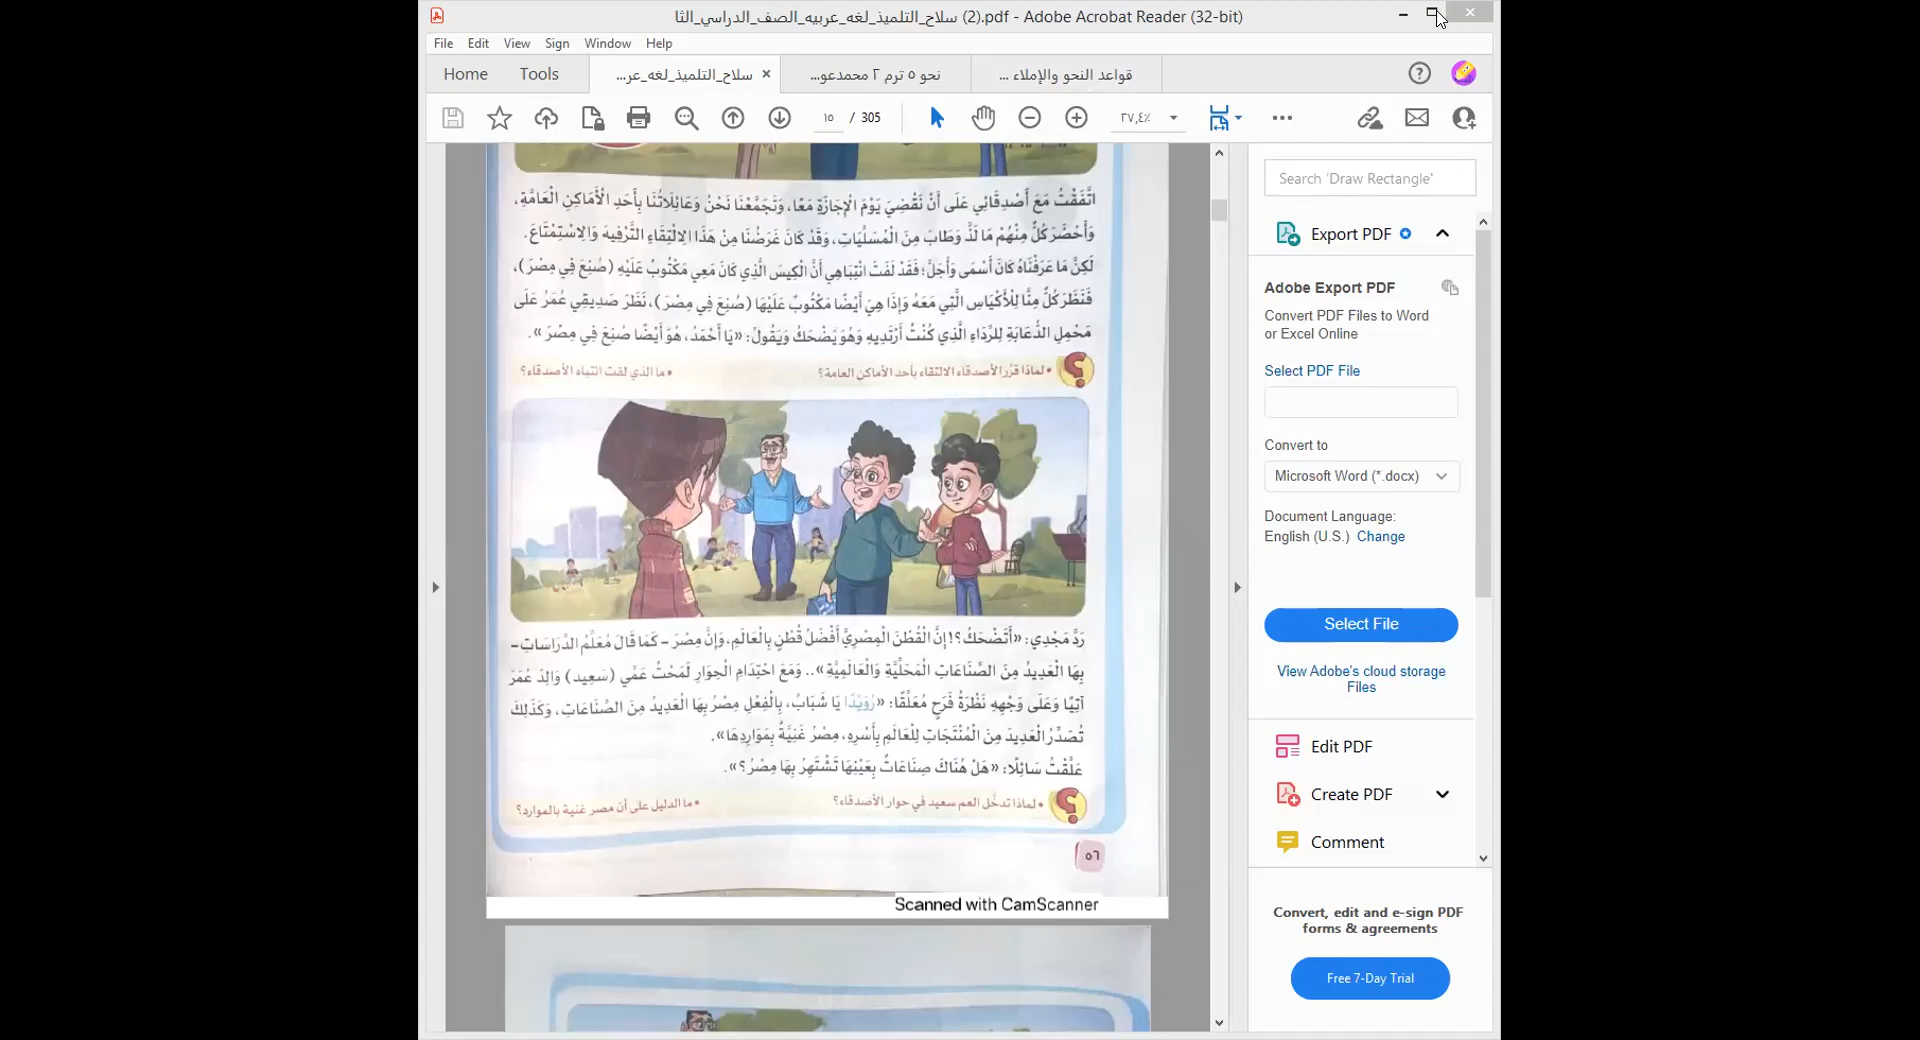 سلاح_التلميذ_لغه_عربيه_الصف_الدراسي_الثا (2).pdf - Adobe Acrobat Reader (32-bit)
File Edit View Sign Window Help
Home Tools سلاح_التلميذ_لغه_عر... نحو ٥ ترم ٢ محمدعو... قواعد النحو والإملاء ...
١٥ / 305 ٢٧,٤٪
اتَّفَقْتُ مَعَ أَصْدِقَائِي عَلَى أَنْ نَقْضِيَ يَوْمَ الْإِجَازَةِ مَعًا، وَتَجَمَّعْنَا نَحْنُ وَعَائِلَاتُنَا بِأَحَدِ الْأَمَاكِنِ الْعَامَّةِ،
وَأَحْضَرَ كُلٌّ مِنْهُمْ مَا لَذَّ وَطَابَ مِنَ الْمُسَلِّيَاتِ، وَقَدْ كَانَ غَرَضُنَا مِنْ هَذَا الِالْتِقَاءِ التَّرْفِيهَ وَالِاسْتِمْتَاعَ.
لَكِنَّ مَا عَرَفْنَاهُ كَانَ أَسْمَى وَأَجَلَّ؛ فَقَدْ لَفَتَ انْتِبَاهِي أَنَّ الْكِيسَ الَّذِي كَانَ مَعِي مَكْتُوبٌ عَلَيْهِ (صُنِعَ فِي مِصْرَ)،
فَنَظَرَ كُلٌّ مِنَّا لِلْأَكْيَاسِ الَّتِي مَعَهُ وَإِذَا هِيَ أَيْضًا مَكْتُوبٌ عَلَيْهَا (صُنِعَ فِي مِصْرَ)، نَظَرَ صَدِيقِي عُمَرُ عَلَى
مَحْمِلِ الدُّعَابَةِ لِلرِّدَاءِ الَّذِي كُنْتُ أَرْتَدِيهِ وَهُوَ يَضْحَكُ وَيَقُولُ: «يَا أَحْمَدُ، هُوَ أَيْضًا صُنِعَ فِي مِصْرَ».
• لماذا قرَّر الأصدقاء الالتقاء بأحد الأماكن العامة؟ • ما الذي لفت انتباه الأصدقاء؟
رَدَّ مَجْدِي: «أَتَضْحَكُ؟! إِنَّ الْقُطْنَ الْمِصْرِيَّ أَفْضَلُ قُطْنٍ بِالْعَالَمِ، وَإِنَّ مِصْرَ - كَمَا قَالَ مُعَلِّمُ الدِّرَاسَاتِ -
بِهَا الْعَدِيدُ مِنَ الصِّنَاعَاتِ الْمَحَلِّيَّةِ وَالْعَالَمِيَّةِ».. وَمَعَ احْتِدَامِ الْحِوَارِ لَمَحْتُ عَمِّي (سَعِيد) وَالِدَ عُمَرَ
آتِيًا وَعَلَى وَجْهِهِ نَظْرَةُ فَرَحٍ مُعَلِّقًا: «رُوَيْدًا يَا شَبَابُ، بِالْفِعْلِ مِصْرُ بِهَا الْعَدِيدُ مِنَ الصِّنَاعَاتِ، وَكَذَلِكَ
تُصَدِّرُ الْعَدِيدَ مِنَ الْمُنْتَجَاتِ لِلْعَالَمِ بِأَسْرِهِ، مِصْرُ غَنِيَّةٌ بِمَوَارِدِهَا».
عَلَّقْتُ سَائِلًا: «هَلْ هُنَاكَ صِنَاعَاتٌ بِعَيْنِهَا تَشْتَهِرُ بِهَا مِصْرُ؟».
• لماذا تدخَّل العم سعيد في حوار الأصدقاء؟ • ما الدليل على أن مصر غنية بالموارد؟
٥٦
Scanned with CamScanner
Search 'Draw Rectangle'
Export PDF
Adobe Export PDF
Convert PDF Files to Word
or Excel Online
Select PDF File
Convert to
Microsoft Word (*.docx)
Document Language:
English (U.S.) Change
Select File
View Adobe's cloud storage
Files
Edit PDF
Create PDF
Comment
Convert, edit and e-sign PDF
forms & agreements
Free 7-Day Trial